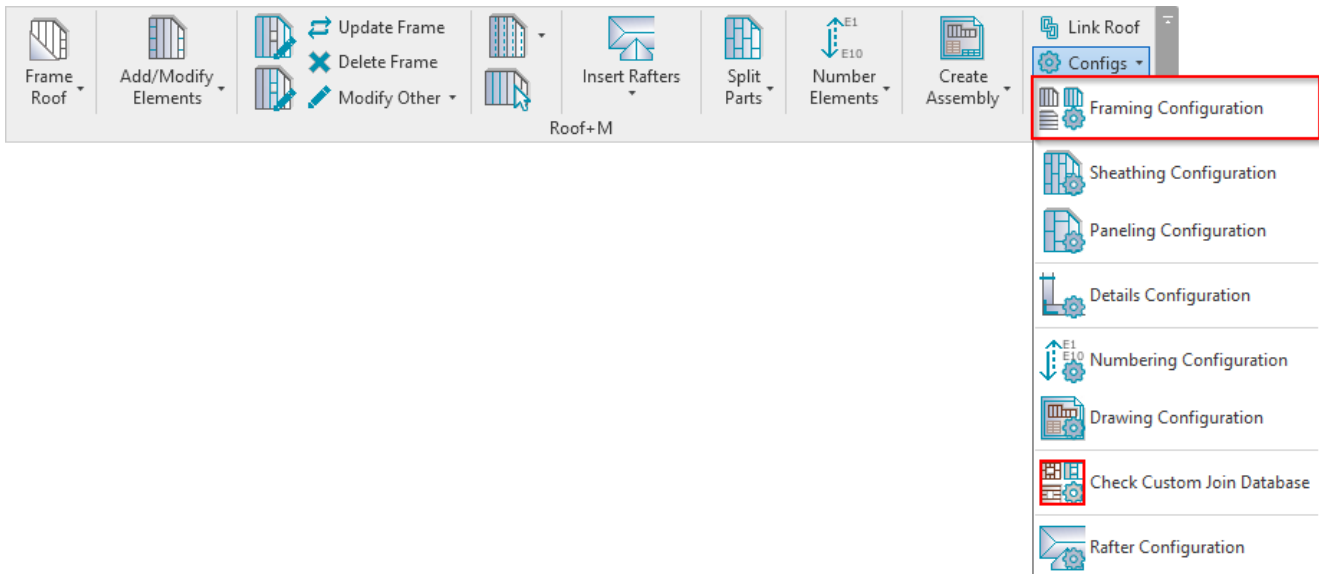 Frame
Roof
Add/Modify
Elements
Update Frame
Delete Frame
Modify Other
Insert Rafters
Split
Parts
E1
E10
Number
Elements
Create
Assembly
Link Roof
Configs
Roof+M
Framing Configuration
Sheathing Configuration
Paneling Configuration
Details Configuration
E1
E10
Numbering Configuration
Drawing Configuration
Check Custom Join Database
Rafter Configuration